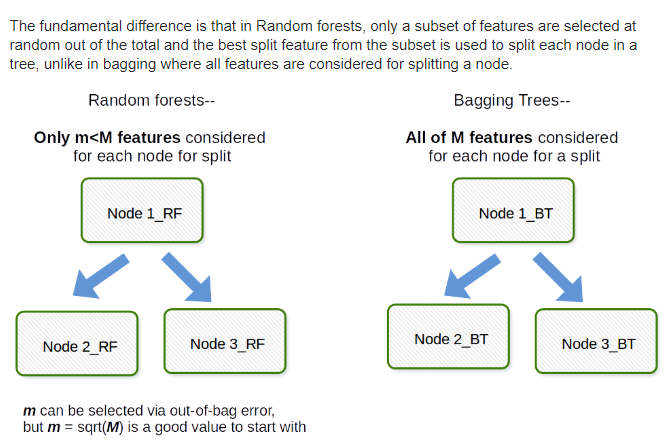 The fundamental difference is that in Random forests, only a subset of features are selected at
random out of the total and the best split feature from the subset is used to split each node in a
tree, unlike in bagging where all features are considered for splitting a node.
Random forests--
Only m<M features considered
for each node for split
Node 1_RF
Node 2_RF
Node 3_RF
m can be selected via out-of-bag error,
but m = sqrt(M) is a good value to start with
Bagging Trees--
All of M features considered
for each node for a split
Node 1_BT
Node 2_BT
Node 3_BT